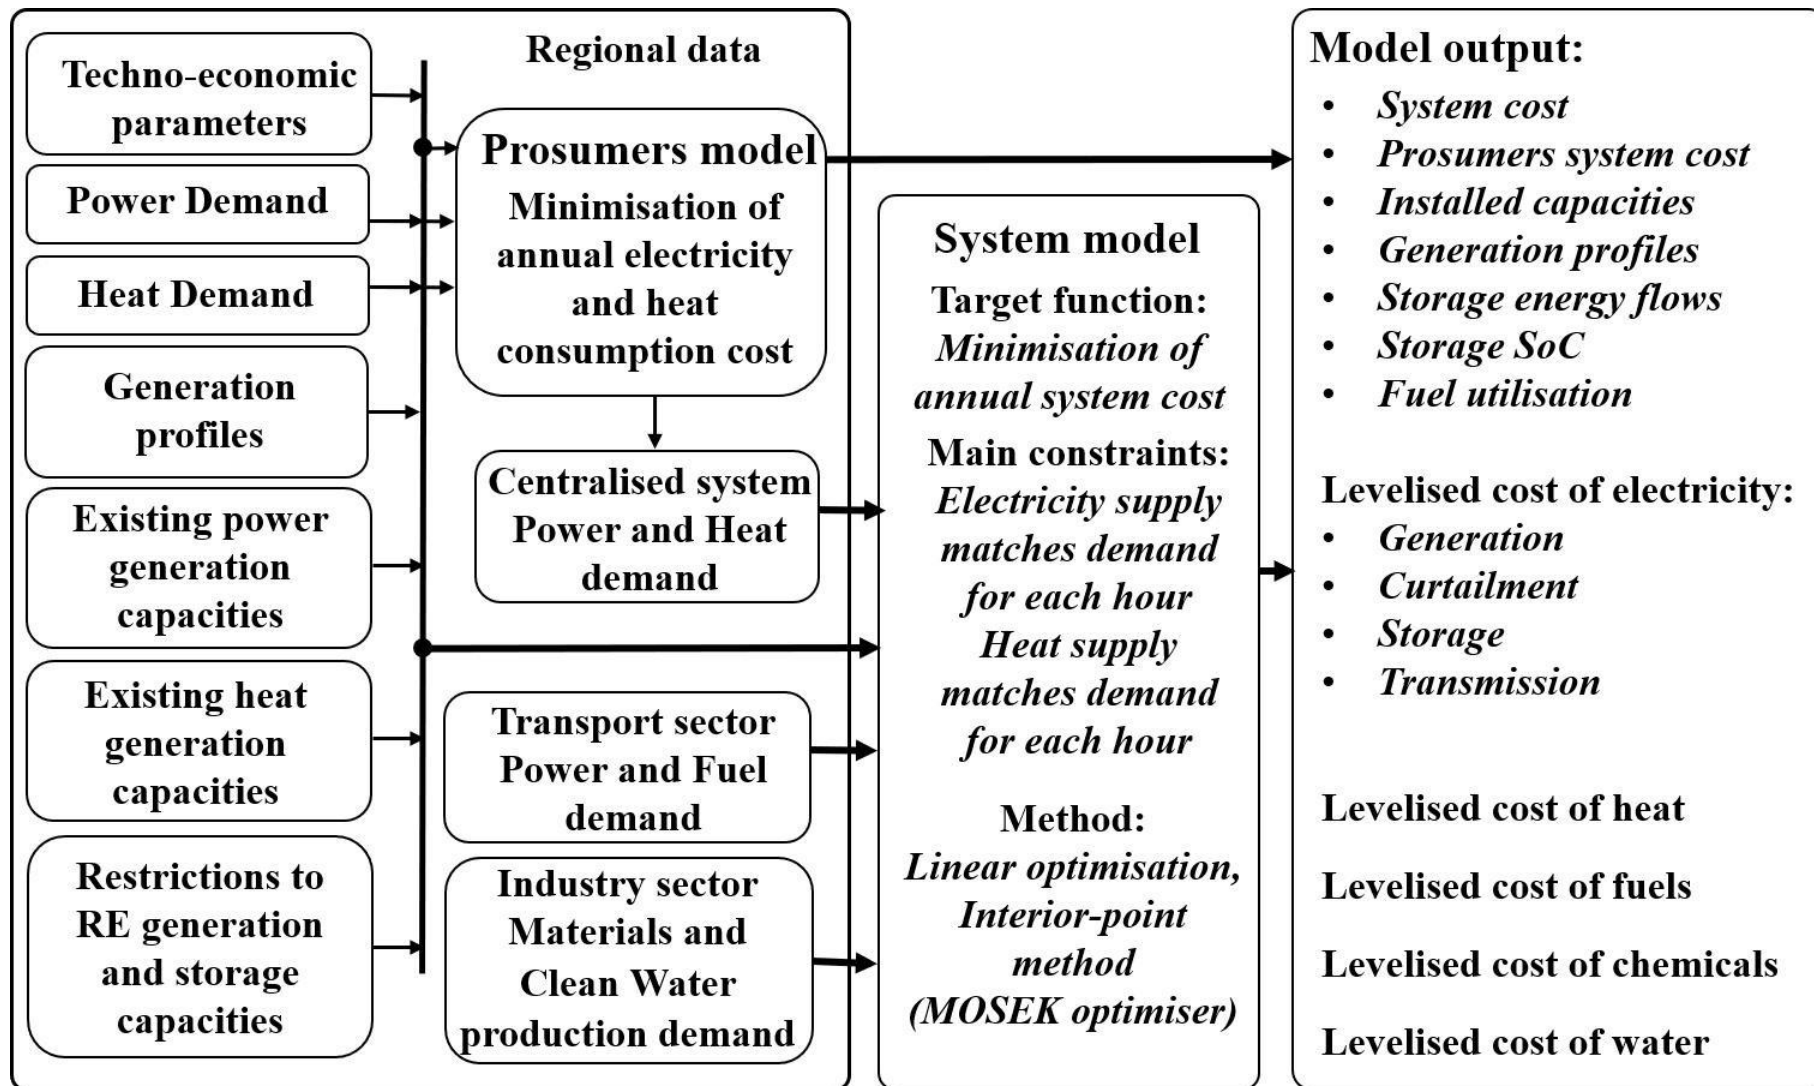 Regional data
Techno-economic
parameters
Power Demand
Heat Demand
Generation
profiles
Existing power
generation
capacities
Existing heat
generation
capacities
Restrictions to
RE generation
and storage
capacities
Prosumers model
Minimisation of
annual electricity
and heat
consumption cost
Centralised system
Power and Heat
demand
Transport sector
Power and Fuel
demand
Industry sector
Materials and
Clean Water
production demand
System model
Target function:
Minimisation of
annual system cost
Main constraints:
Electricity supply
matches demand
for each hour
Heat supply
matches demand
for each hour
Method:
Linear optimisation,
Interior-point
method
(MOSEK optimiser)
Model output:
• System cost
• Prosumers system cost
• Installed capacities
• Generation profiles
• Storage energy flows
• Storage SoC
• Fuel utilisation
Levelised cost of electricity:
• Generation
• Curtailment
• Storage
• Transmission
Levelised cost of heat
Levelised cost of fuels
Levelised cost of chemicals
Levelised cost of water